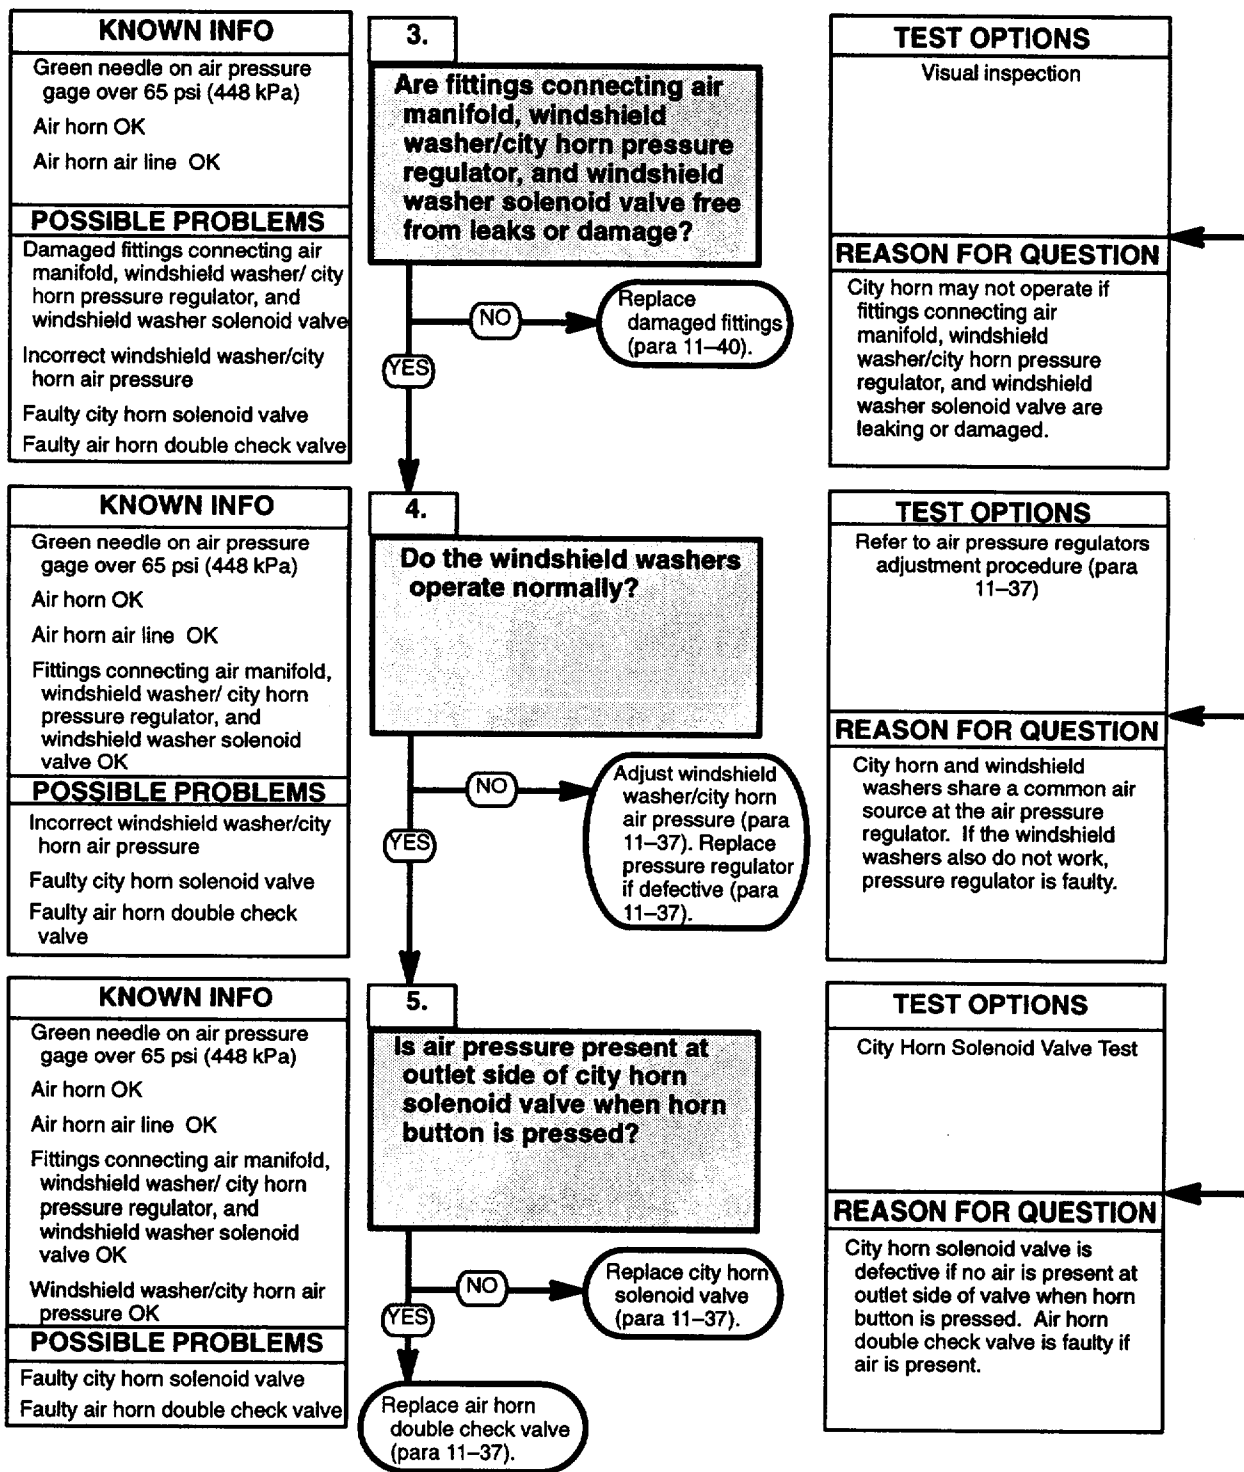 KNOWN INFO
Green needle on air pressure
gage over 65 psi (448 kPa)
Air horn OK
Air horn air line OK
POSSIBLE PROBLEMS
Damaged fittings connecting air
manifold, windshield washer/ city
horn pressure regulator, and
windshield washer solenoid valve
Incorrect windshield washer/city
horn air pressure
Faulty city horn solenoid valve
Faulty air horn double check valve
3.
Are fittings connecting air
manifold, windshield
washer/city horn pressure
regulator, and windshield
washer solenoid valve free
from leaks or damage?
NO
Replace
damaged fittings
(para 11–40).
YES
TEST OPTIONS
Visual inspection
REASON FOR QUESTION
City horn may not operate if
fittings connecting air
manifold, windshield
washer/city horn pressure
regulator, and windshield
washer solenoid valve are
leaking or damaged.
KNOWN INFO
Green needle on air pressure
gage over 65 psi (448 kPa)
Air horn OK
Air horn air line OK
Fittings connecting air manifold,
windshield washer/ city horn
pressure regulator, and
windshield washer solenoid
valve OK
POSSIBLE PROBLEMS
Incorrect windshield washer/city
horn air pressure
Faulty city horn solenoid valve
Faulty air horn double check
valve
4.
Do the windshield washers
operate normally?
NO
Adjust windshield
washer/city horn
air pressure (para
11–37). Replace
pressure regulator
if defective (para
11–37).
YES
TEST OPTIONS
Refer to air pressure regulators
adjustment procedure (para
11–37)
REASON FOR QUESTION
City horn and windshield
washers share a common air
source at the air pressure
regulator. If the windshield
washers also do not work,
pressure regulator is faulty.
KNOWN INFO
Green needle on air pressure
gage over 65 psi (448 kPa)
Air horn OK
Air horn air line OK
Fittings connecting air manifold,
windshield washer/ city horn
pressure regulator, and
windshield washer solenoid
valve OK
Windshield washer/city horn air
pressure OK
POSSIBLE PROBLEMS
Faulty city horn solenoid valve
Faulty air horn double check valve
5.
Is air pressure present at
outlet side of city horn
solenoid valve when horn
button is pressed?
NO
Replace city horn
solenoid valve
(para 11–37).
YES
Replace air horn
double check valve
(para 11–37).
TEST OPTIONS
City Horn Solenoid Valve Test
REASON FOR QUESTION
City horn solenoid valve is
defective if no air is present at
outlet side of valve when horn
button is pressed. Air horn
double check valve is faulty if
air is present.